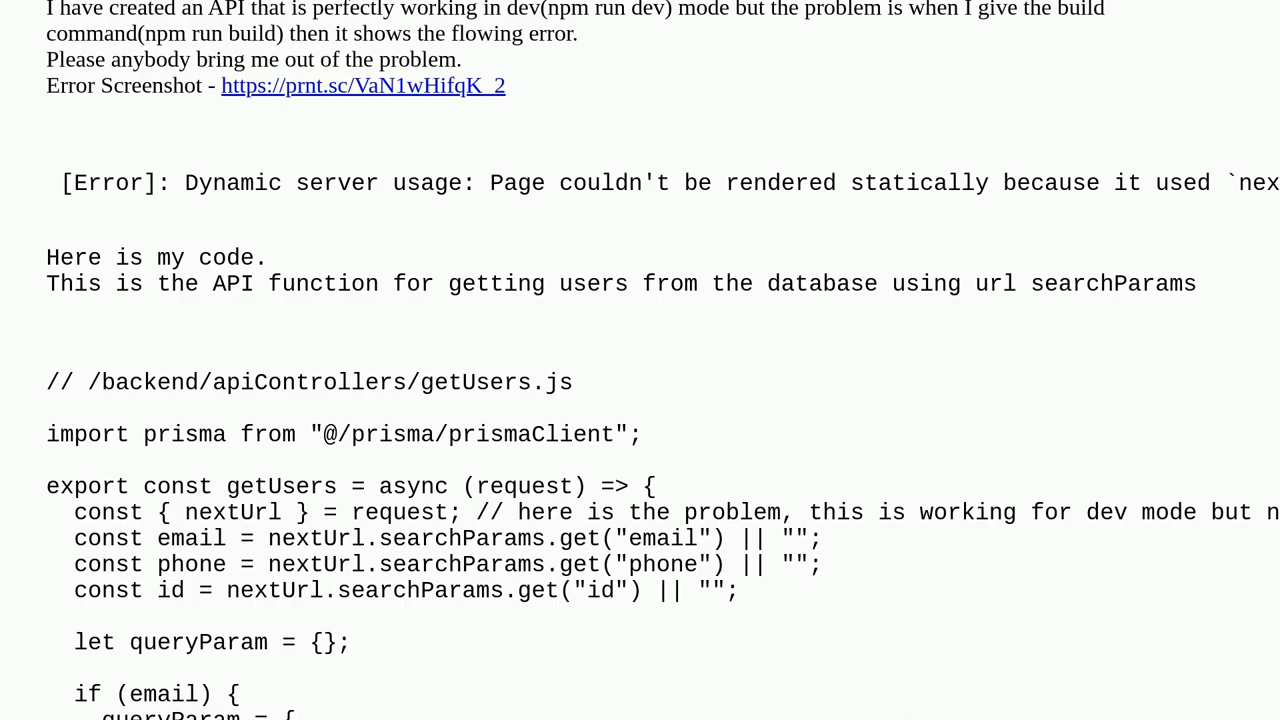 I have created an API that is perfectly working in dev(npm run dev) mode but the problem is when I give the build
command(npm run build) then it shows the flowing error.
Please anybody bring me out of the problem.
Error Screenshot - https://prnt.sc/VaN1wHifqK_2
[Error]: Dynamic server usage: Page couldn't be rendered statically because it used `nex
Here is my code.
This is the API function for getting users from the database using url searchParams
// /backend/apiControllers/getUsers.js
import prisma from "@/prisma/prismaClient";
export const getUsers = async (request) => {
  const { nextUrl } = request; // here is the problem, this is working for dev mode but n
  const email = nextUrl.searchParams.get("email") || "";
  const phone = nextUrl.searchParams.get("phone") || "";
  const id = nextUrl.searchParams.get("id") || "";
  let queryParam = {};
  if (email) {
    queryParam = {